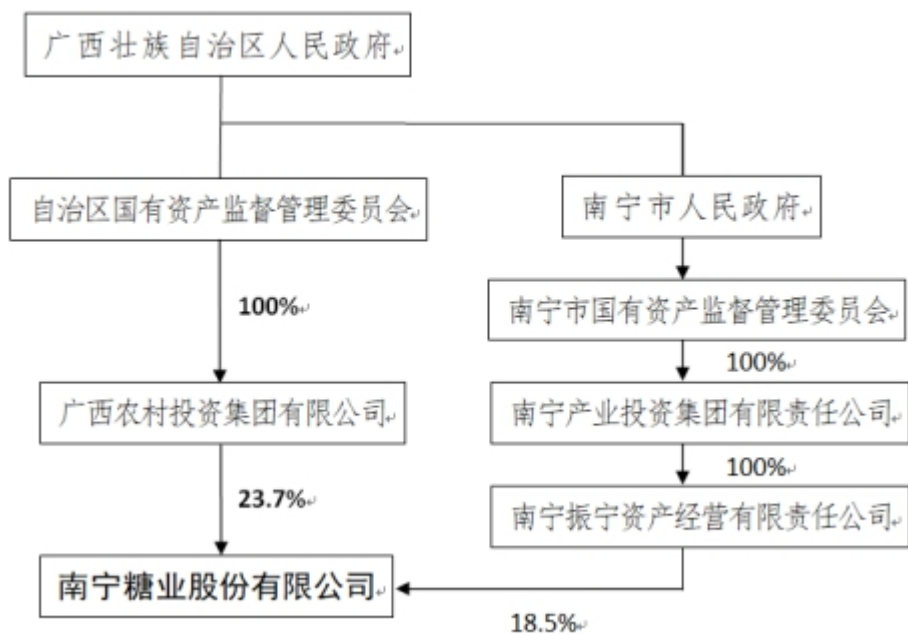 广西壮族自治区人民政府
自治区国有资产监督管理委员会
南宁市人民政府
100%
南宁市国有资产监督管理委员会
100%
广西农村投资集团有限公司
南宁产业投资集团有限责任公司
100%
23.7%
南宁振宁资产经营有限责任公司
南宁糖业股份有限公司
18.5%